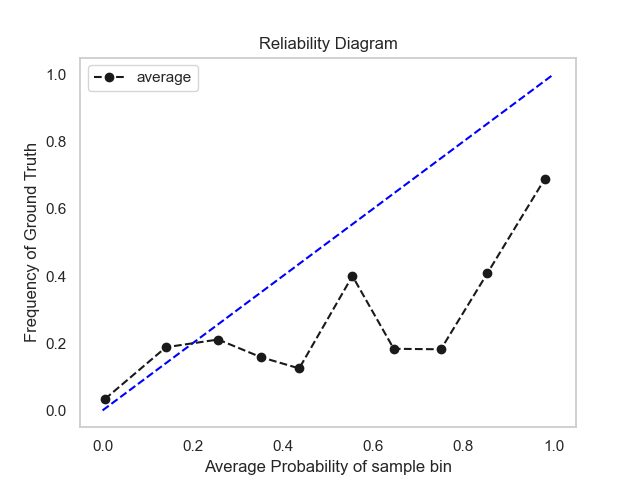 Reliability Diagram
average
Frequency of Ground Truth
1.0
0.8
0.6
0.4
0.2
0.0
0.0 0.2 0.4 0.6 0.8 1.0
Average Probability of sample bin